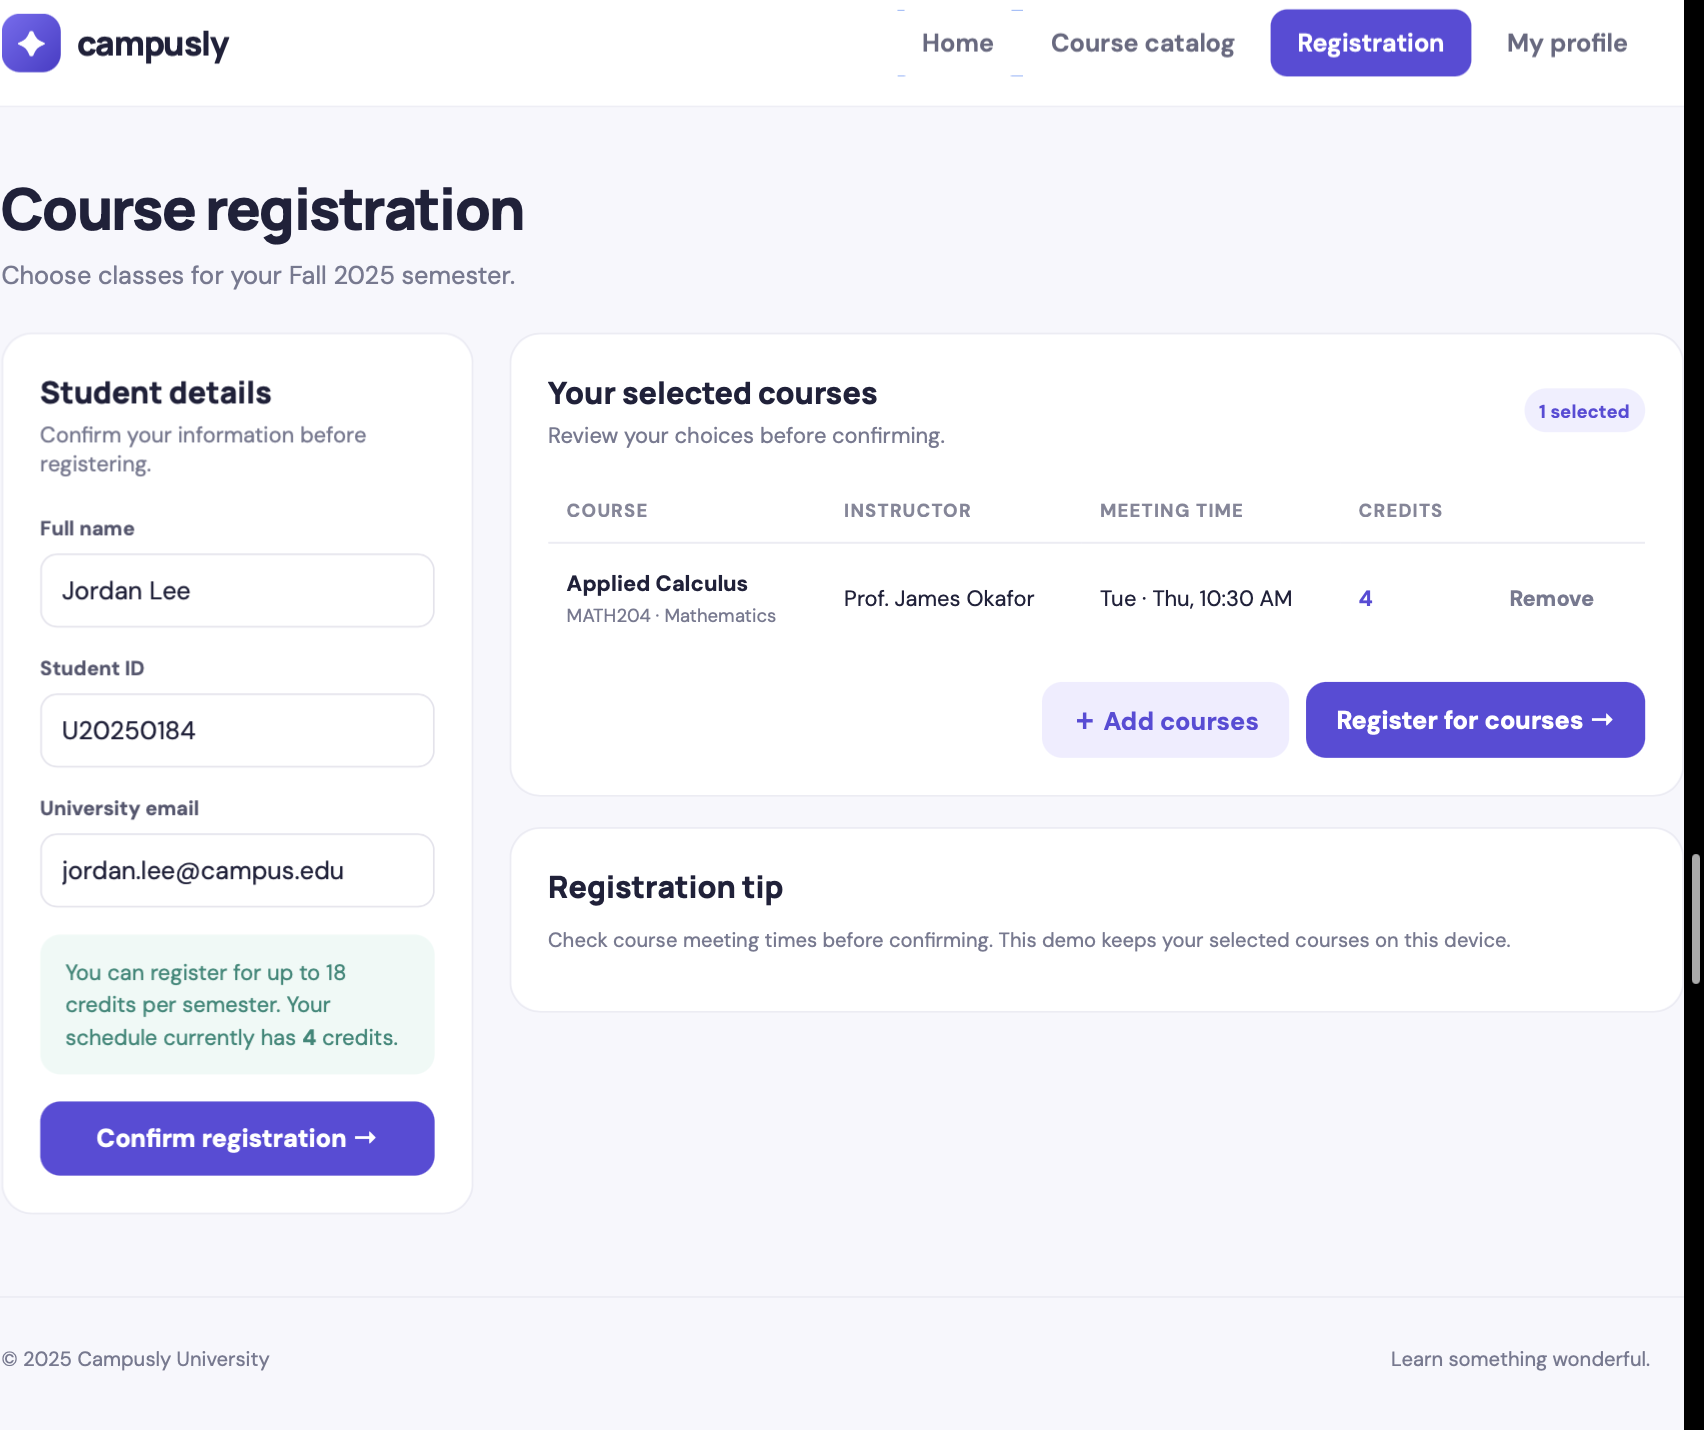 campusly
Home
Course catalog
Registration
My profile
Course registration
Choose classes for your Fall 2025 semester.
Student details
Confirm your information before
registering.
Full name
Jordan Lee
Student ID
U20250184
University email
jordan.lee@campus.edu
You can register for up to 18
credits per semester. Your
schedule currently has 4 credits.
Confirm registration →
Your selected courses
Review your choices before confirming.
1 selected
COURSE INSTRUCTOR MEETING TIME CREDITS
Applied Calculus
MATH204 · Mathematics
Prof. James Okafor
Tue · Thu, 10:30 AM
4
Remove
+ Add courses
Register for courses →
Registration tip
Check course meeting times before confirming. This demo keeps your selected courses on this device.
© 2025 Campusly University
Learn something wonderful.